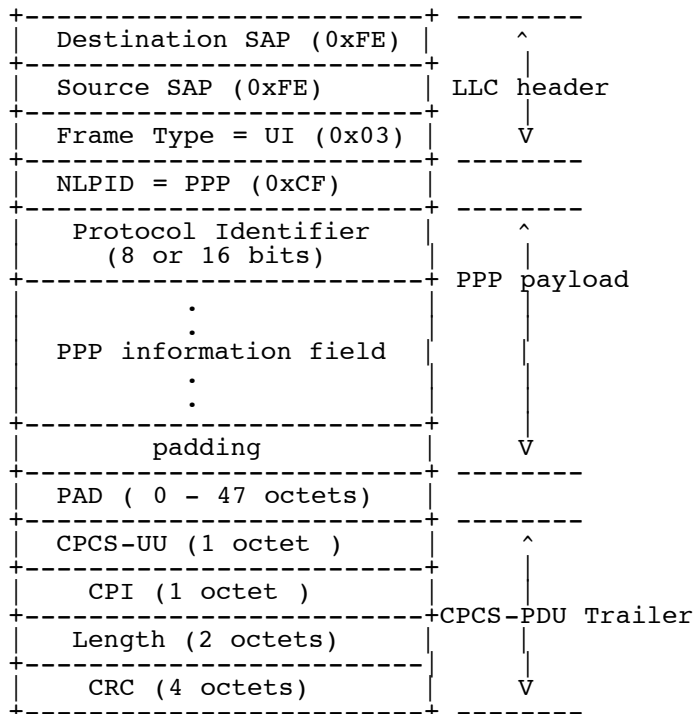 Destination SAP (0xFE)
Source SAP (0xFE)
LLC header
Frame Type = UI (0x03)
NLPID = PPP (0xCF)
Protocol Identifier
(8 or 16 bits)
PPP payload
.
.
PPP information field
.
.
padding
PAD ( 0 - 47 octets)
CPCS-UU (1 octet )
CPI (1 octet )
CPCS-PDU Trailer
Length (2 octets)
CRC (4 octets)